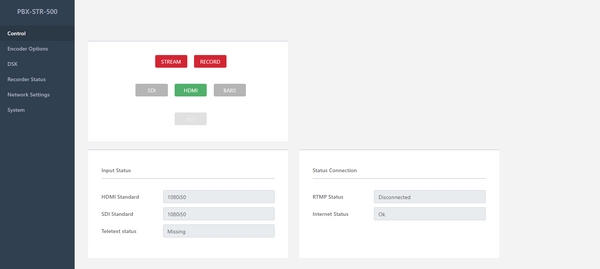 PBX-STR-500
Control
Encoder Options
DSK
Recorder Status
Network Settings
System
STREAM RECORD
SDI HDMI BARS
Input Status
HDMI Standard 1080i50
SDI Standard 1080i50
Teletext status Missing
Status Connection
RTMP Status Disconnected
Internet Status Ok